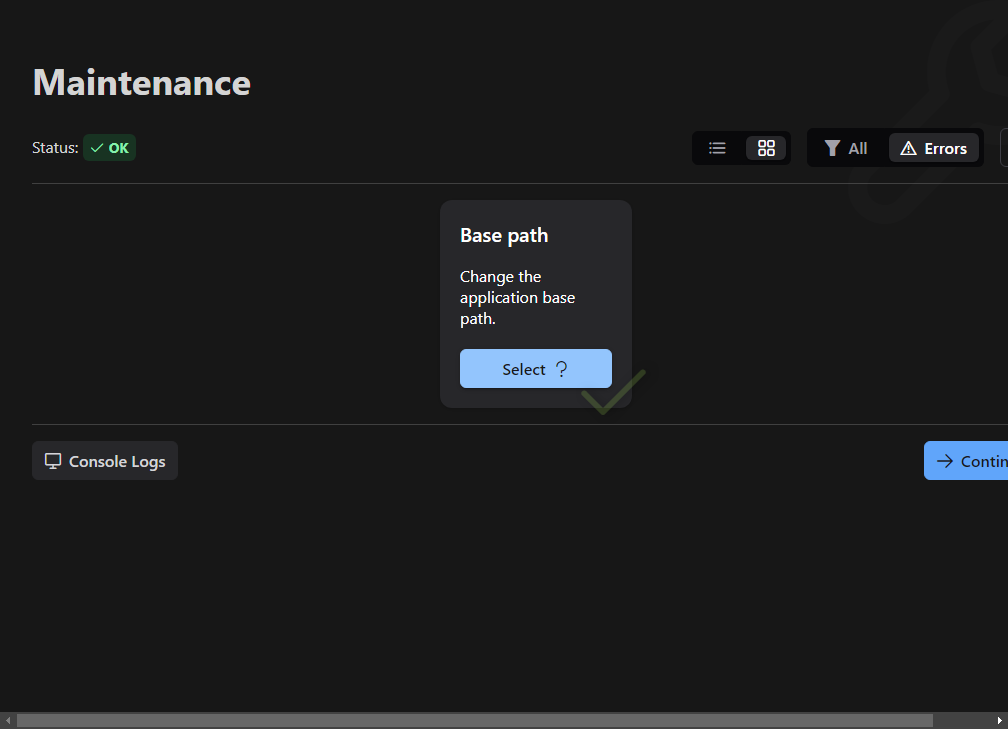 Maintenance
Status: OK
All
Errors
Base path
Change the
application base
path.
Select ?
Console Logs
Contin